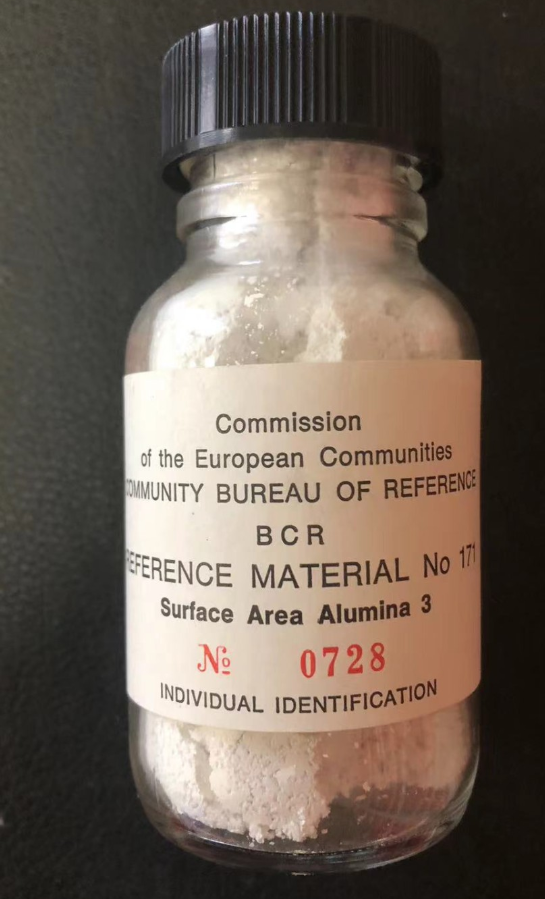 Commission
of the European Communities
COMMUNITY BUREAU OF REFERENCE
BCR
REFERENCE MATERIAL No 171
Surface Area Alumina 3
№ 0728
INDIVIDUAL IDENTIFICATION